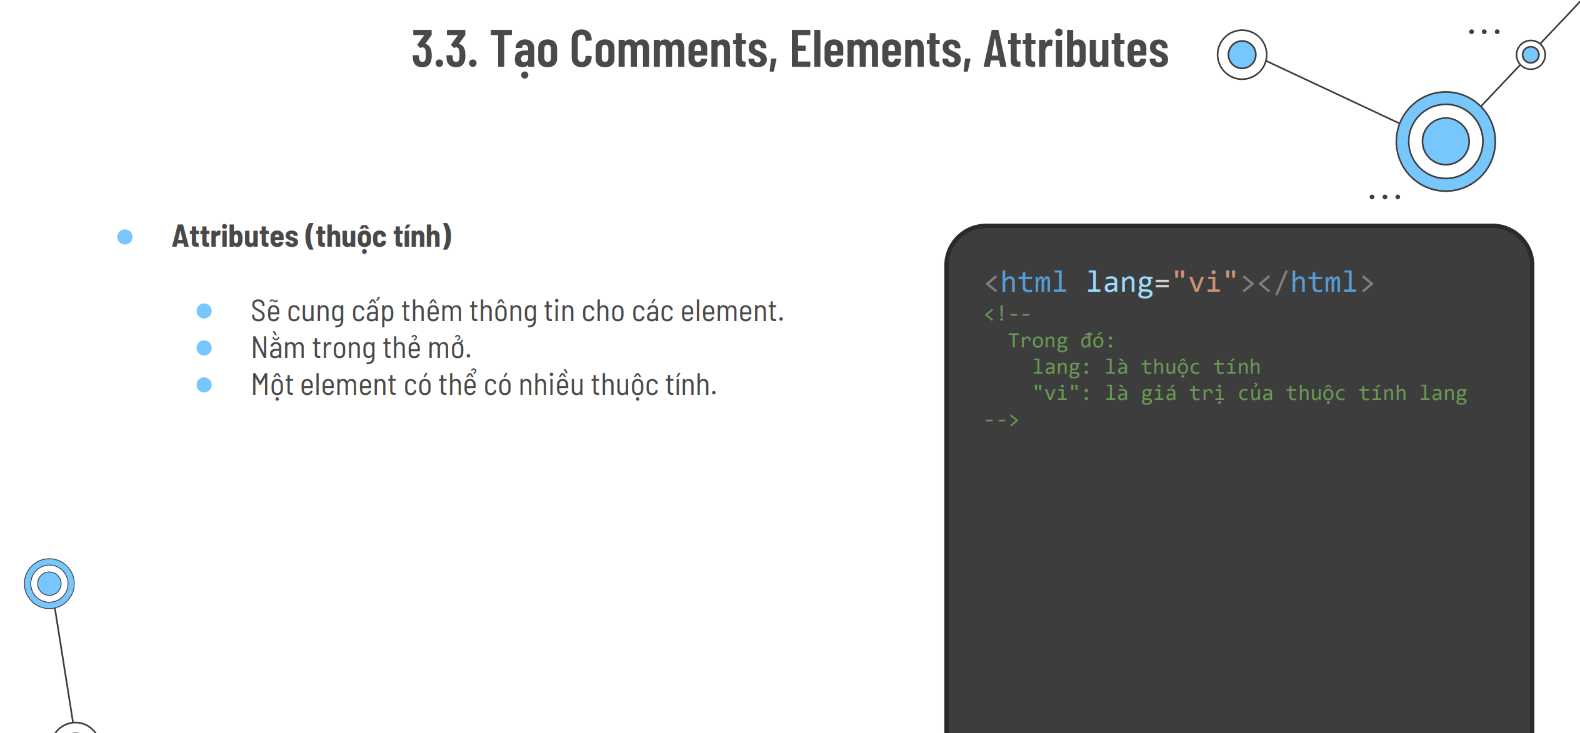 3.3. Tạo Comments, Elements, Attributes
Attributes (thuộc tính)
Sẽ cung cấp thêm thông tin cho các element.
Nằm trong thẻ mở.
Một element có thể có nhiều thuộc tính.
<html lang="vi"></html>
<!--
Trong đó:
lang: là thuộc tính
"vi": là giá trị của thuộc tính lang
-->